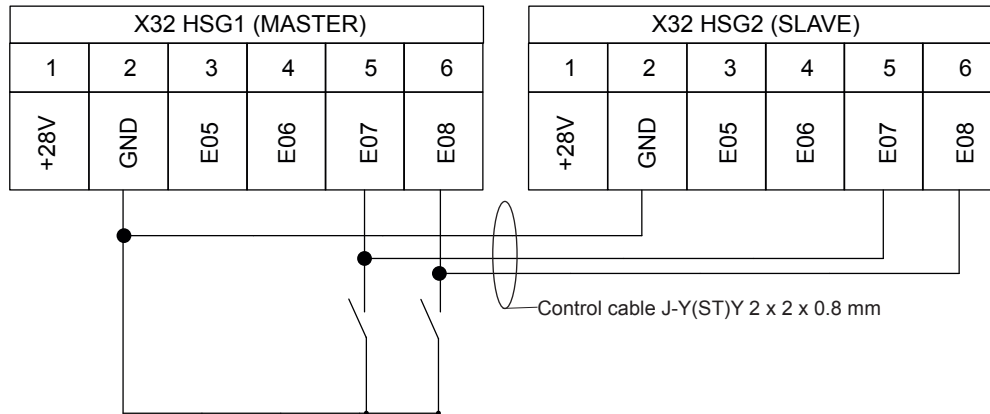 X32 HSG1 (MASTER)
1 2 3 4 5 6
+28V GND E05 E06 E07 E08
X32 HSG2 (SLAVE)
1 2 3 4 5 6
+28V GND E05 E06 E07 E08
Control cable J-Y(ST)Y 2 x 2 x 0.8 mm